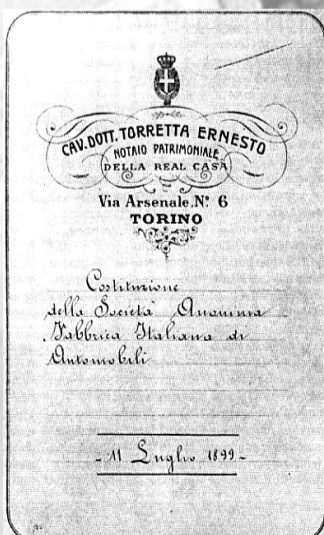 CAV. DOTT. TORRETTA ERNESTO
NOTAIO PATRIMONIALE
DELLA REAL CASA
Via Arsenale, Nº 6
TORINO
Costituzione
della Società Anonima
Fabbrica Italiana di
Automobili
- 11 Luglio 1899 -